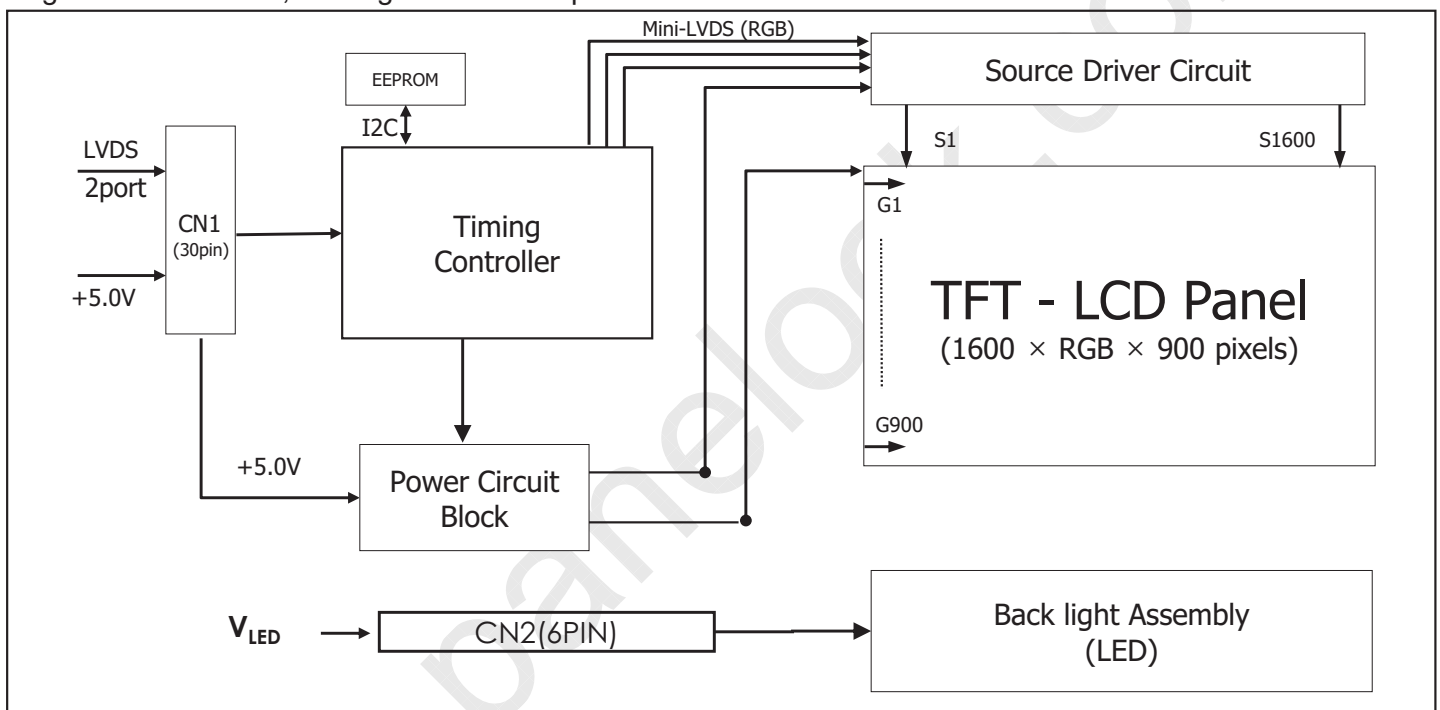 Mini-LVDS (RGB)
Source Driver Circuit
EEPROM
I2C
S1
S1600
LVDS
2port
CN1
(30pin)
Timing
Controller
G1
+5.0V
TFT - LCD Panel
(1600 × RGB × 900 pixels)
G900
+5.0V
Power Circuit
Block
Back light Assembly
(LED)
VLED
CN2(6PIN)